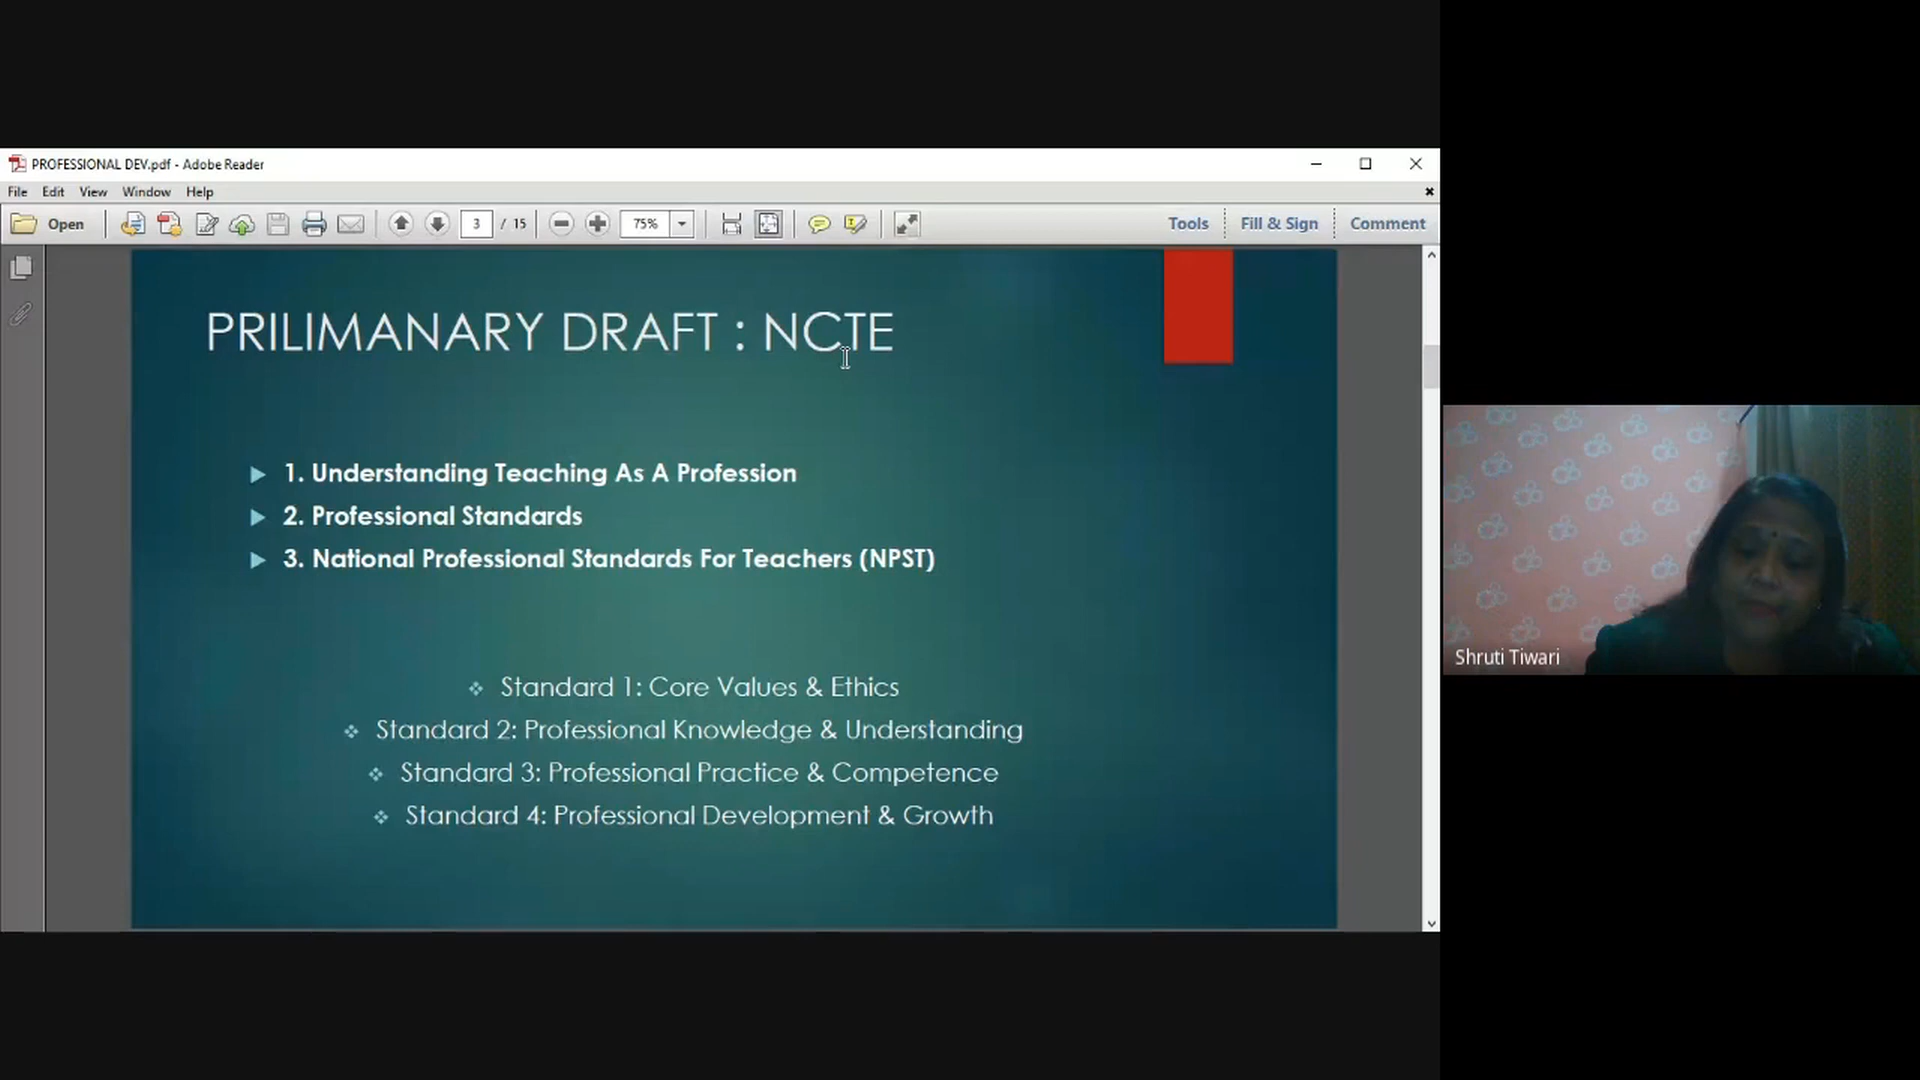 PROFESSIONAL DEV.pdf - Adobe Reader
File Edit View Window Help
Open 3 / 15 75% Tools Fill & Sign Comment
PRILIMANARY DRAFT : NCTE
1. Understanding Teaching As A Profession
2. Professional Standards
3. National Professional Standards For Teachers (NPST)
Standard 1: Core Values & Ethics
Standard 2: Professional Knowledge & Understanding
Standard 3: Professional Practice & Competence
Standard 4: Professional Development & Growth
Shruti Tiwari